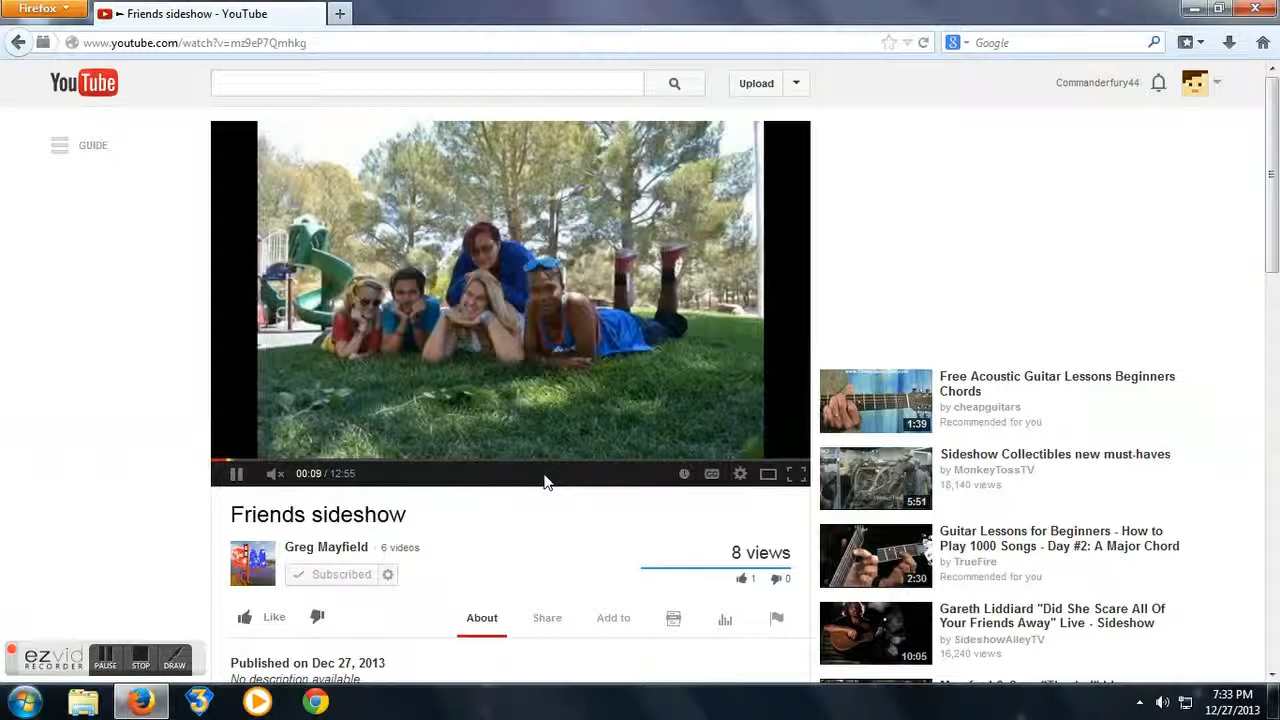 Firefox
Friends sideshow - YouTube
www.youtube.com/watch?v=mz9eP7Qmhkg
Google
YouTube
Upload
Commanderfury44
GUIDE
00:09 / 12:55
CC
Friends sideshow
Greg Mayfield · 6 videos
Subscribed
8 views
1
0
Like
About
Share
Add to
Published on Dec 27, 2013
No description available
Free Acoustic Guitar Lessons Beginners
Chords
by cheapguitars
Recommended for you
1:39
Sideshow Collectibles new must-haves
by MonkeyTossTV
18,140 views
5:51
Guitar Lessons for Beginners - How to
Play 1000 Songs - Day #2: A Major Chord
by TrueFire
Recommended for you
2:30
Gareth Liddiard "Did She Scare All Of
Your Friends Away" Live - Sideshow
by SideshowAlleyTV
16,240 views
10:05
ezvid
RECORDER
PAUSE
STOP
DRAW
7:33 PM
12/27/2013